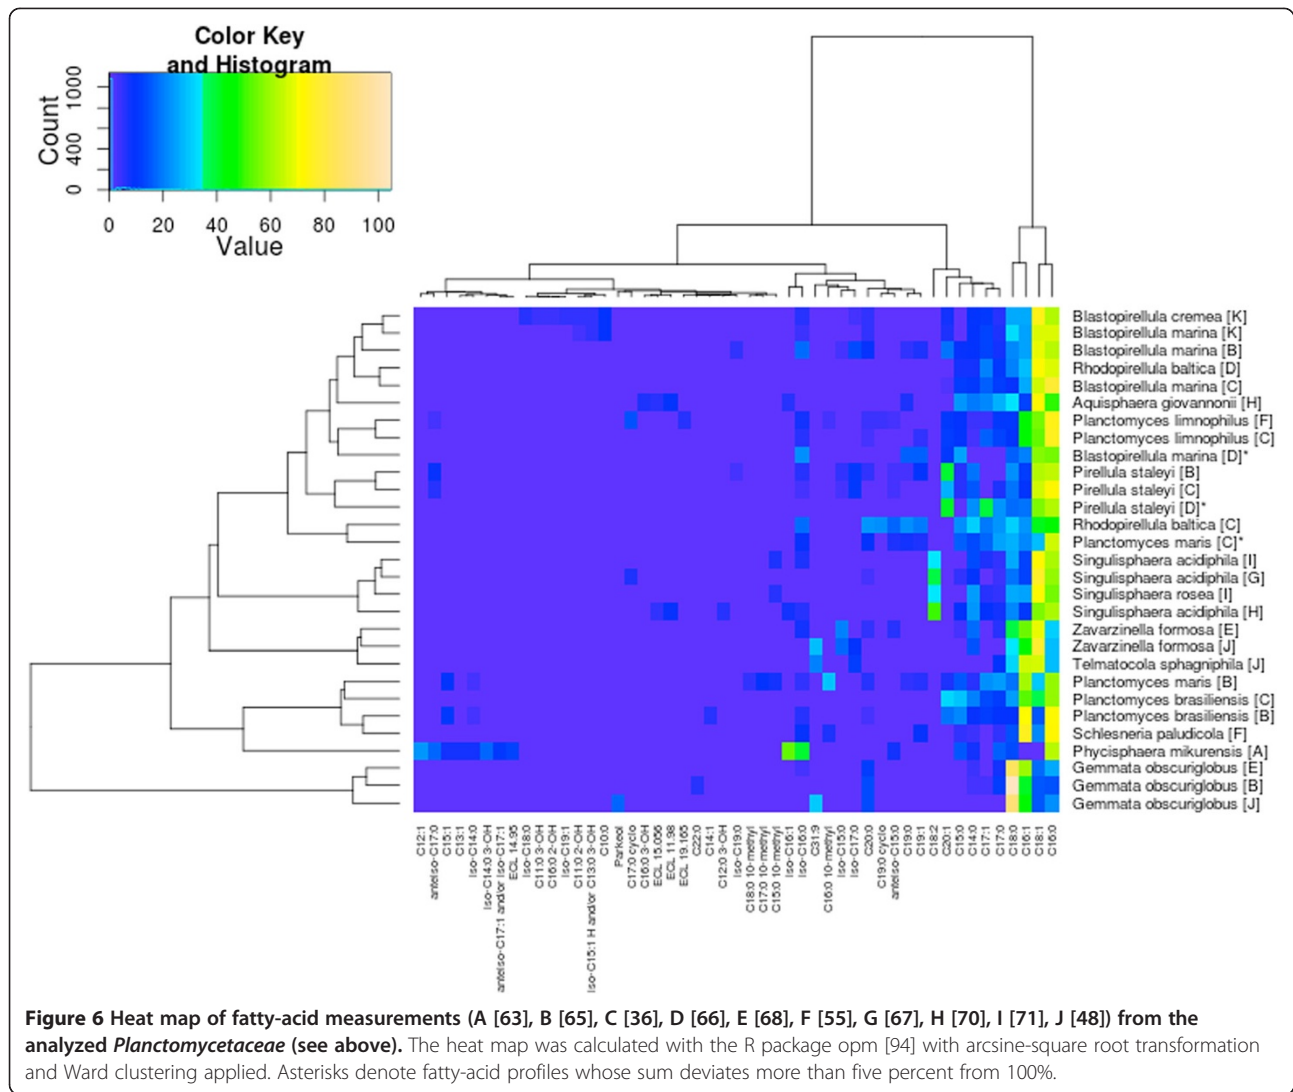 Color Key
and Histogram
Count
0
400
1000
0
20
40
60
80
100
Value
Blastopirellula cremea [K]
Blastopirellula marina [K]
Blastopirellula marina [B]
Rhodopirellula baltica [D]
Blastopirellula marina [C]
Aquisphaera giovannonii [H]
Planctomyces limnophilus [F]
Planctomyces limnophilus [C]
Blastopirellula marina [D]*
Pirellula staleyi [B]
Pirellula staleyi [C]
Pirellula staleyi [D]*
Rhodopirellula baltica [C]
Planctomyces maris [C]*
Singulisphaera acidiphila [I]
Singulisphaera acidiphila [G]
Singulisphaera rosea [I]
Singulisphaera acidiphila [H]
Zavarzinella formosa [E]
Zavarzinella formosa [J]
Telmatocola sphagniphila [J]
Planctomyces maris [B]
Planctomyces brasiliensis [C]
Planctomyces brasiliensis [B]
Schlesneria paludicola [F]
Phycisphaera mikurensis [A]
Gemmata obscuriglobus [E]
Gemmata obscuriglobus [B]
Gemmata obscuriglobus [J]
C12:1
anteiso-C17:0
C15:1
C13:1
iso-C14:0
iso-C14:0 3-OH
anteiso-C17:1 and/or iso-C17:1
ECL 14.95
iso-C18:0
C11:0 3-OH
C16:0 2-OH
iso-C19:1
C11:0 2-OH
iso-C15:1 H and/or C13:0 3-OH
C10:0
Parkeol
C17:0 cyclo
C16:0 3-OH
ECL 15.056
ECL 11.98
ECL 19.165
C22:0
C14:1
C12:0 3-OH
iso-C19:0
C18:0 10-methyl
C17:0 10-methyl
C15:0 10-methyl
iso-C16:1
iso-C16:0
C31:9
C16:0 10-methyl
iso-C15:0
iso-C17:0
C20:0
C19:0 cyclo
anteiso-C15:0
C19:0
C19:1
C18:2
C20:1
C15:0
C14:0
C17:1
C17:0
C18:0
C16:1
C18:1
C16:0
Figure 6 Heat map of fatty-acid measurements (A [63], B [65], C [36], D [66], E [68], F [55], G [67], H [70], I [71], J [48]) from the
analyzed Planctomycetaceae (see above). The heat map was calculated with the R package opm [94] with arcsine-square root transformation
and Ward clustering applied. Asterisks denote fatty-acid profiles whose sum deviates more than five percent from 100%.